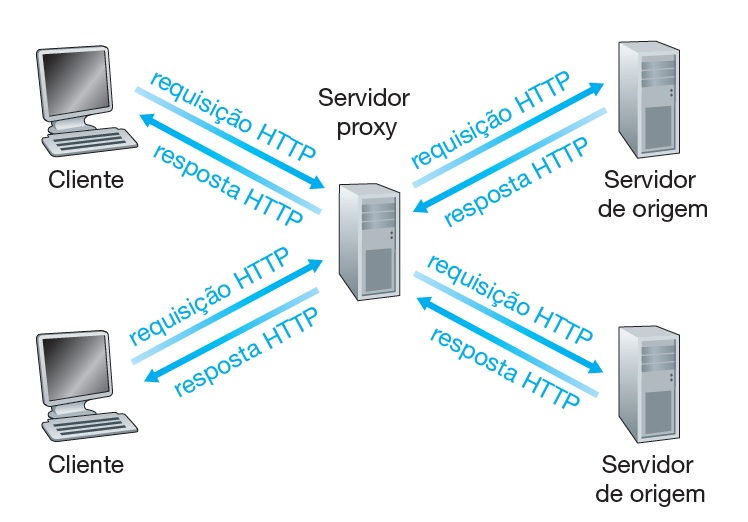 requisição HTTP
resposta HTTP
Cliente
Servidor
proxy
requisição HTTP
resposta HTTP
Servidor
de origem
requisição HTTP
resposta HTTP
Cliente
requisição HTTP
resposta HTTP
Servidor
de origem